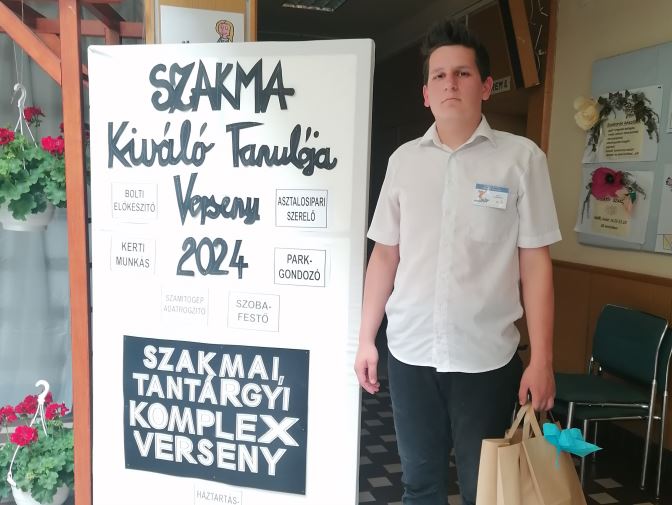 SZAKMA
Kiváló Tanulója
Verseny
2024
BOLTI
ELŐKÉSZÍTŐ
ASZTALOSIPARI
SZERELŐ
KERTI
MUNKÁS
PARK-
GONDOZÓ
SZÁMÍTÓGÉP
ADATRÖGZÍTŐ
SZOBA-
FESTŐ
SZAKMAI,
TANTÁRGYI
KOMPLEX
VERSENY
HÁZTARTÁS-